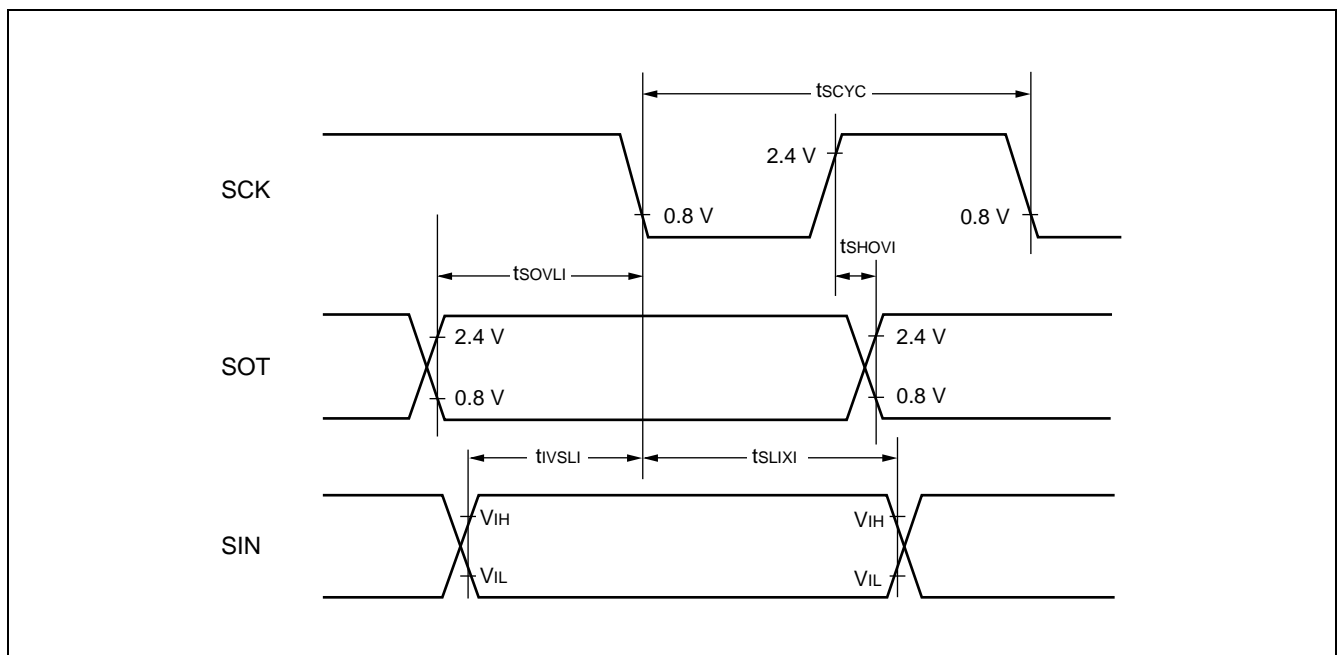 tSCYC
2.4 V
SCK
0.8 V
0.8 V
tSHOVI
tSOVLI
2.4 V
2.4 V
SOT
0.8 V
0.8 V
tIVSLI
tSLIXI
VIH
VIH
SIN
VIL
VIL